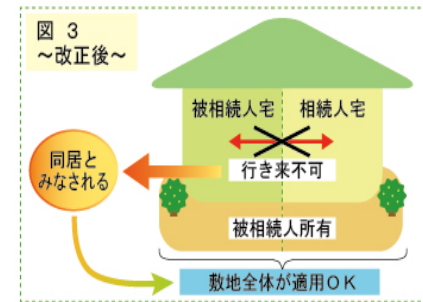 図 3
～改正後～
被相続人宅
相続人宅
行き来不可
同居と
みなされる
被相続人所有
敷地全体が適用OK